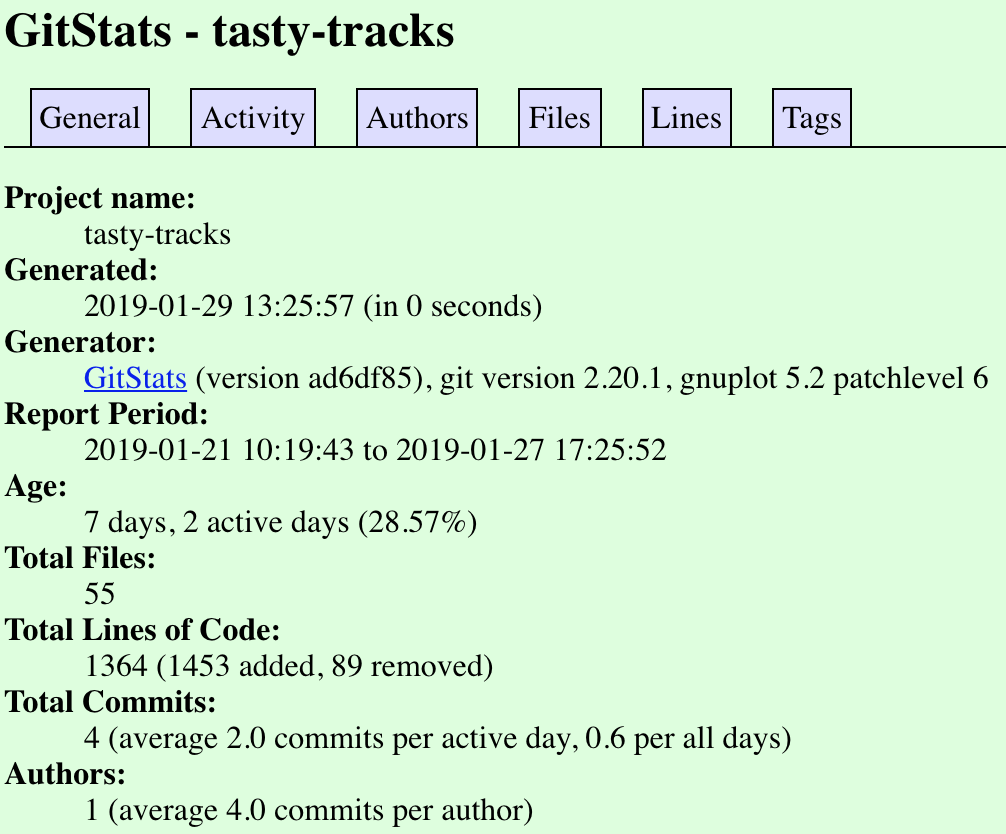 GitStats - tasty-tracks
General Activity Authors Files Lines Tags
Project name:
tasty-tracks
Generated:
2019-01-29 13:25:57 (in 0 seconds)
Generator:
GitStats (version ad6df85), git version 2.20.1, gnuplot 5.2 patchlevel 6
Report Period:
2019-01-21 10:19:43 to 2019-01-27 17:25:52
Age:
7 days, 2 active days (28.57%)
Total Files:
55
Total Lines of Code:
1364 (1453 added, 89 removed)
Total Commits:
4 (average 2.0 commits per active day, 0.6 per all days)
Authors:
1 (average 4.0 commits per author)